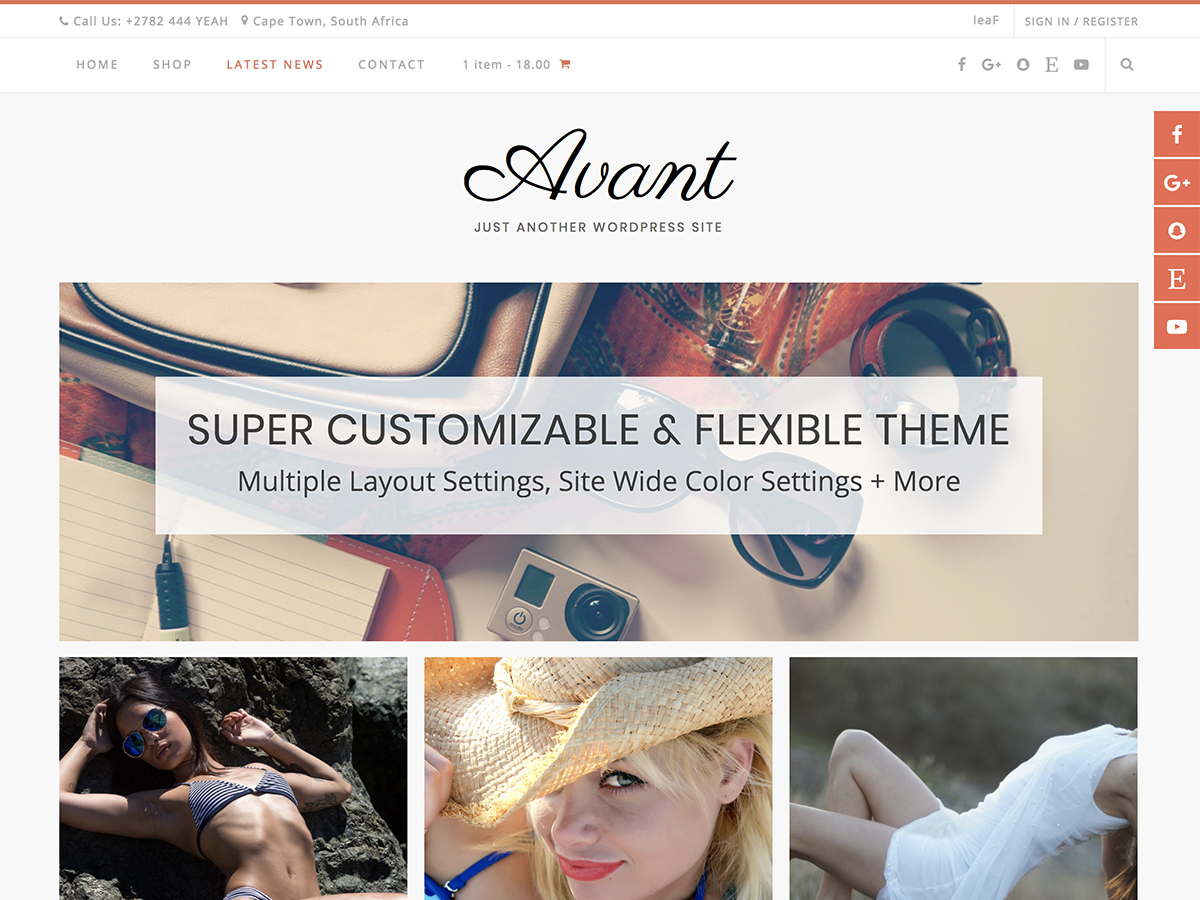 Call Us: +2782 444 YEAH Cape Town, South Africa leaF SIGN IN / REGISTER
HOME SHOP LATEST NEWS CONTACT 1 item - 18.00
Avant
JUST ANOTHER WORDPRESS SITE
SUPER CUSTOMIZABLE & FLEXIBLE THEME
Multiple Layout Settings, Site Wide Color Settings + More